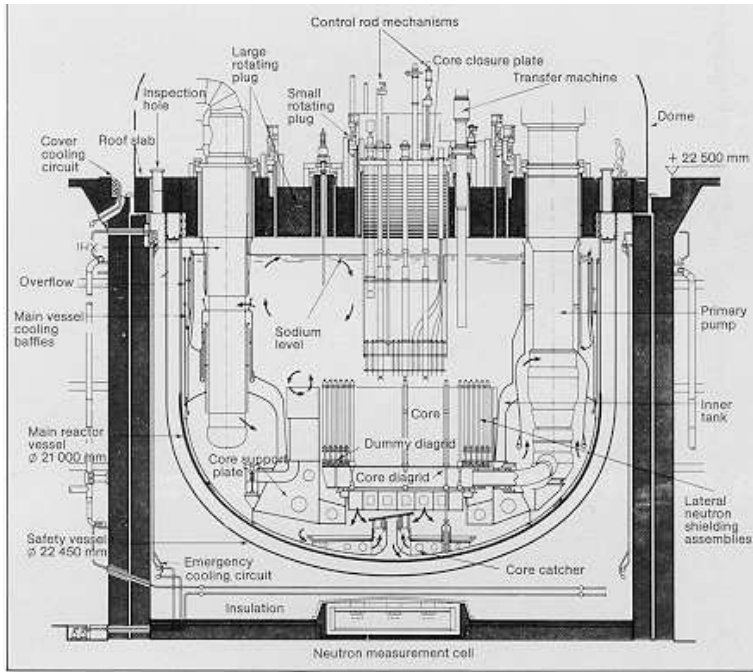 Control rod mechanisms
Large
rotating
plug
Core closure plate
Transfer machine
Inspection
hole
Small
rotating
plug
Dome
Roof slab
Cover
cooling
circuit
+ 22 500 mm
IHX
Overflow
Main vessel
cooling
baffles
Sodium
level
Primary
pump
Core
Inner
tank
Main reactor
vessel
ø 21 000 mm
Dummy diagrid
Core support
plate
Core diagrid
Lateral
neutron
shielding
assemblies
Safety vessel
ø 22 450 mm
Emergency
cooling circuit
Core catcher
Insulation
Neutron measurement cell